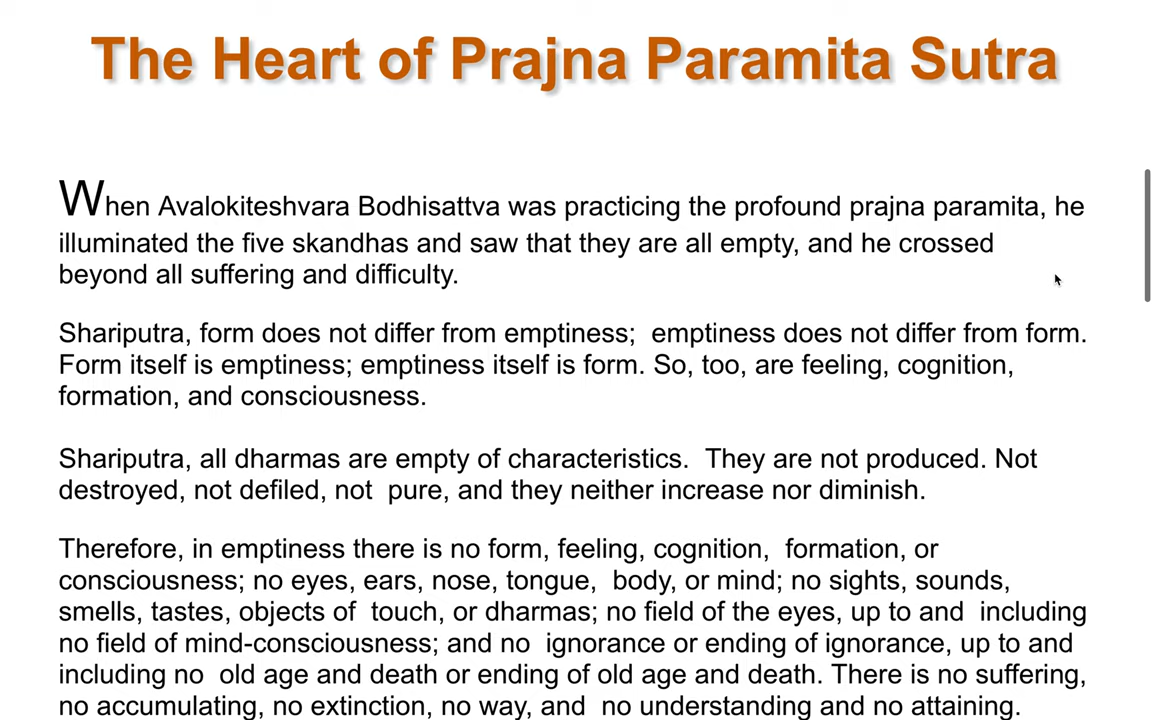 The Heart of Prajna Paramita Sutra
When Avalokiteshvara Bodhisattva was practicing the profound prajna paramita, he
illuminated the five skandhas and saw that they are all empty, and he crossed
beyond all suffering and difficulty.
Shariputra, form does not differ from emptiness;  emptiness does not differ from form.
Form itself is emptiness; emptiness itself is form. So, too, are feeling, cognition,
formation, and consciousness.
Shariputra, all dharmas are empty of characteristics.  They are not produced. Not
destroyed, not defiled, not  pure, and they neither increase nor diminish.
Therefore, in emptiness there is no form, feeling, cognition,  formation, or
consciousness; no eyes, ears, nose, tongue,  body, or mind; no sights, sounds,
smells, tastes, objects of  touch, or dharmas; no field of the eyes, up to and  including
no field of mind-consciousness; and no  ignorance or ending of ignorance, up to and
including no  old age and death or ending of old age and death. There is no suffering,
no accumulating, no extinction, no way, and  no understanding and no attaining.